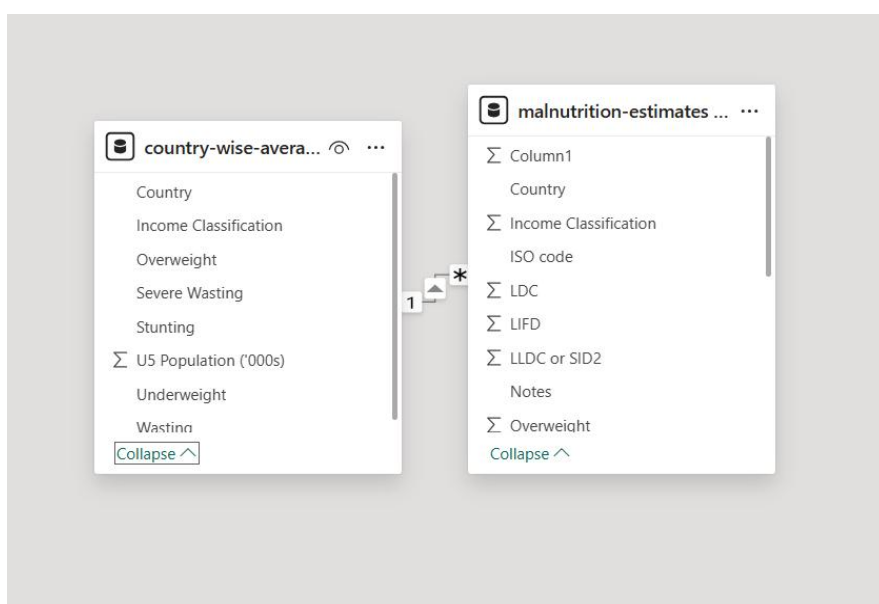 country-wise-avera...
Country
Income Classification
Overweight
Severe Wasting
Stunting
∑ U5 Population ('000s)
Underweight
Wasting
Collapse
1
*
malnutrition-estimates ...
∑ Column1
Country
∑ Income Classification
ISO code
∑ LDC
∑ LIFD
∑ LLDC or SID2
Notes
∑ Overweight
Collapse